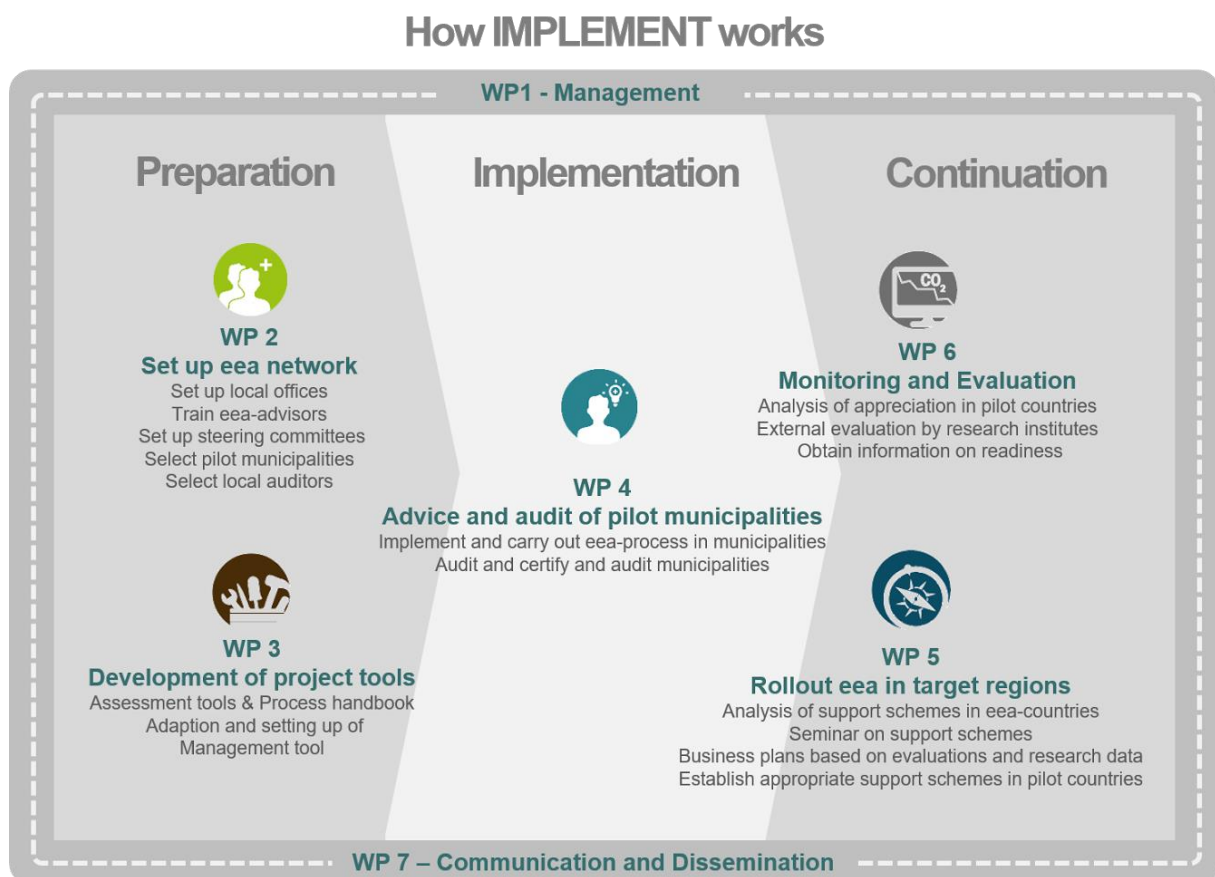 How IMPLEMENT works
WP1 - Management
Preparation
WP 2
Set up eea network
Set up local offices
Train eea-advisors
Set up steering committees
Select pilot municipalities
Select local auditors
WP 3
Development of project tools
Assessment tools & Process handbook
Adaption and setting up of
Management tool
Implementation
WP 4
Advice and audit of pilot municipalities
Implement and carry out eea-process in municipalities
Audit and certify and audit municipalities
Continuation
CO2
WP 6
Monitoring and Evaluation
Analysis of appreciation in pilot countries
External evaluation by research institutes
Obtain information on readiness
WP 5
Rollout eea in target regions
Analysis of support schemes in eea-countries
Seminar on support schemes
Business plans based on evaluations and research data
Establish appropriate support schemes in pilot countries
WP 7 – Communication and Dissemination